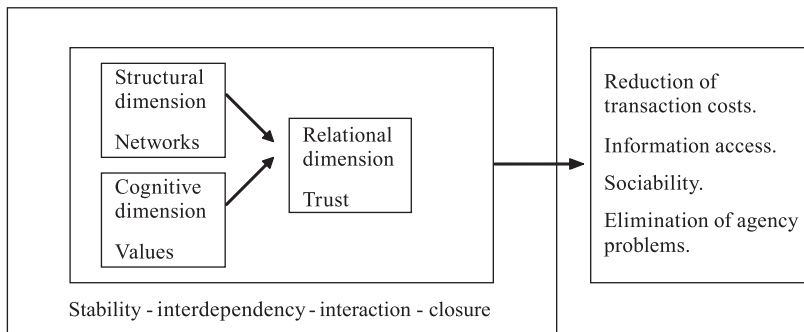 Structural
dimension
Networks
Cognitive
dimension
Values
Relational
dimension
Trust
Stability - interdependency - interaction - closure
Reduction of
transaction costs.
Information access.
Sociability.
Elimination of agency
problems.